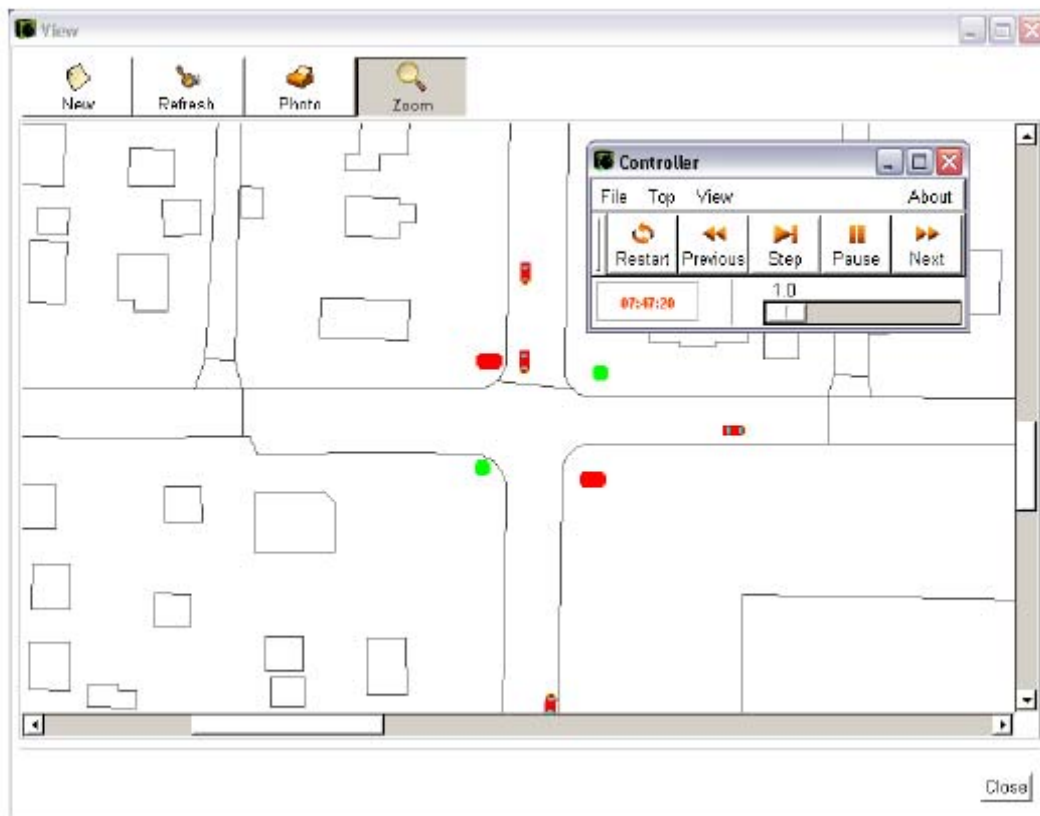 View
New Refresh Photo Zoom
Controller
File Top View About
Restart Previous Step Pause Next
07:47:20
1.0
Close